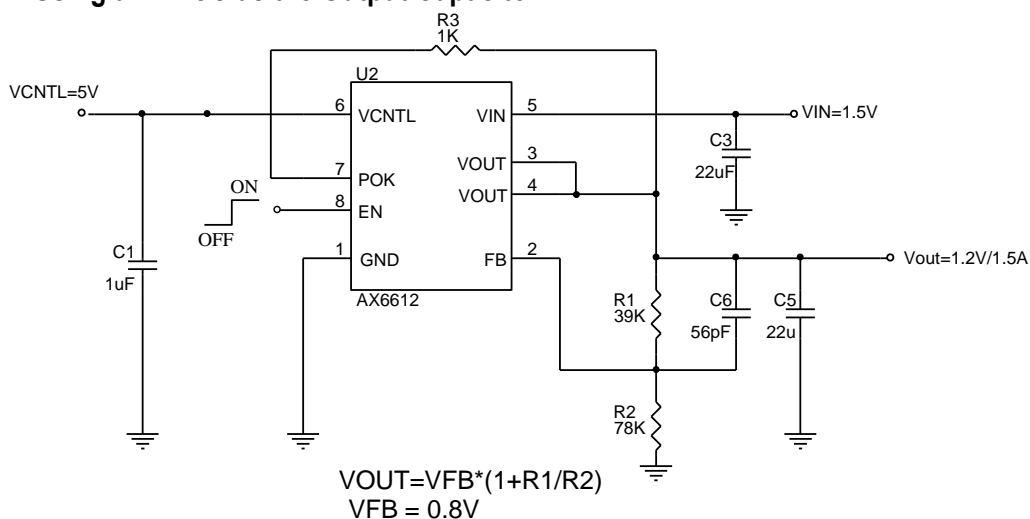 R3
1K
U2
VCNTL=5V
6
VCNTL
VIN
5
VIN=1.5V
C3
22uF
VOUT
3
7
POK
VOUT
4
ON
OFF
8
EN
1
GND
FB
2
Vout=1.2V/1.5A
C1
1uF
AX6612
R1
39K
C6
56pF
C5
22u
R2
78K
VOUT=VFB*(1+R1/R2)
VFB = 0.8V